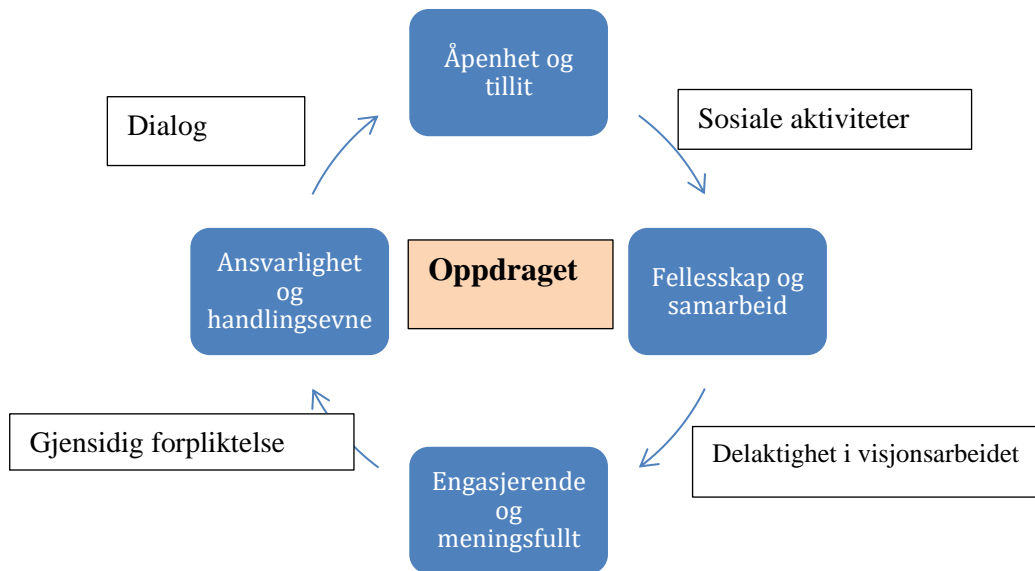 Åpenhet og
tillit
Dialog
Sosiale aktiviteter
Ansvarlighet
og
handlingsevne
Oppdraget
Fellesskap og
samarbeid
Gjensidig forpliktelse
Engasjerende
og
meningsfullt
Delaktighet i visjonsarbeidet